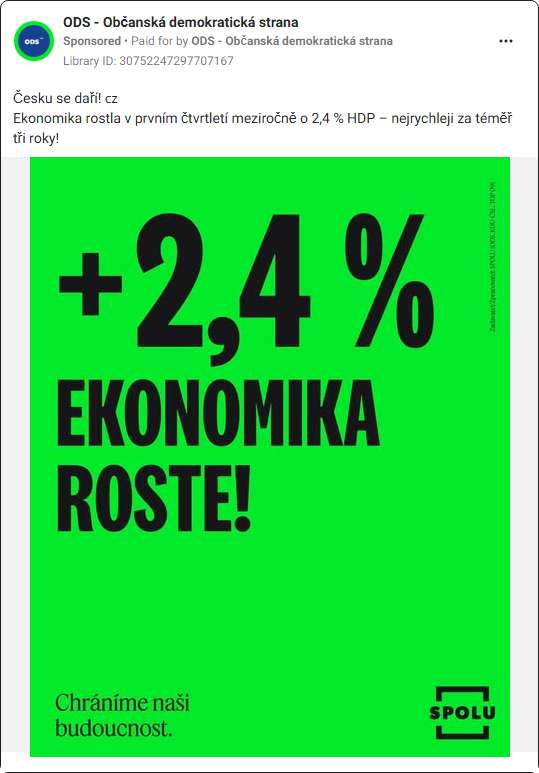 ODS - Občanská demokratická strana
Sponsored • Paid for by ODS - Občanská demokratická strana
Library ID: 30752247297707167
Česku se daří! cz
Ekonomika rostla v prvním čtvrtletí meziročně o 2,4 % HDP – nejrychleji za téměř
tři roky!
+2,4 %
EKONOMIKA
ROSTE!
Chráníme naši
budoucnost.
SPOLU